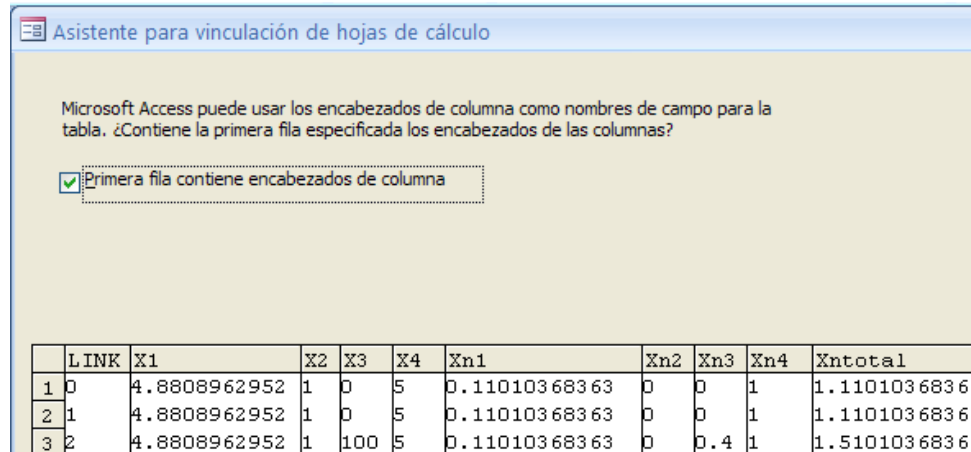 Asistente para vinculación de hojas de cálculo
Microsoft Access puede usar los encabezados de columna como nombres de campo para la
tabla. ¿Contiene la primera fila especificada los encabezados de las columnas?
Primera fila contiene encabezados de columna
LINK X1 X2 X3 X4 Xn1 Xn2 Xn3 Xn4 Xntotal
1 0 4.8808962952 1 0 5 0.11010368363 0 0 1 1.1101036836
2 1 4.8808962952 1 0 5 0.11010368363 0 0 1 1.1101036836
3 2 4.8808962952 1 100 5 0.11010368363 0 0.4 1 1.5101036836